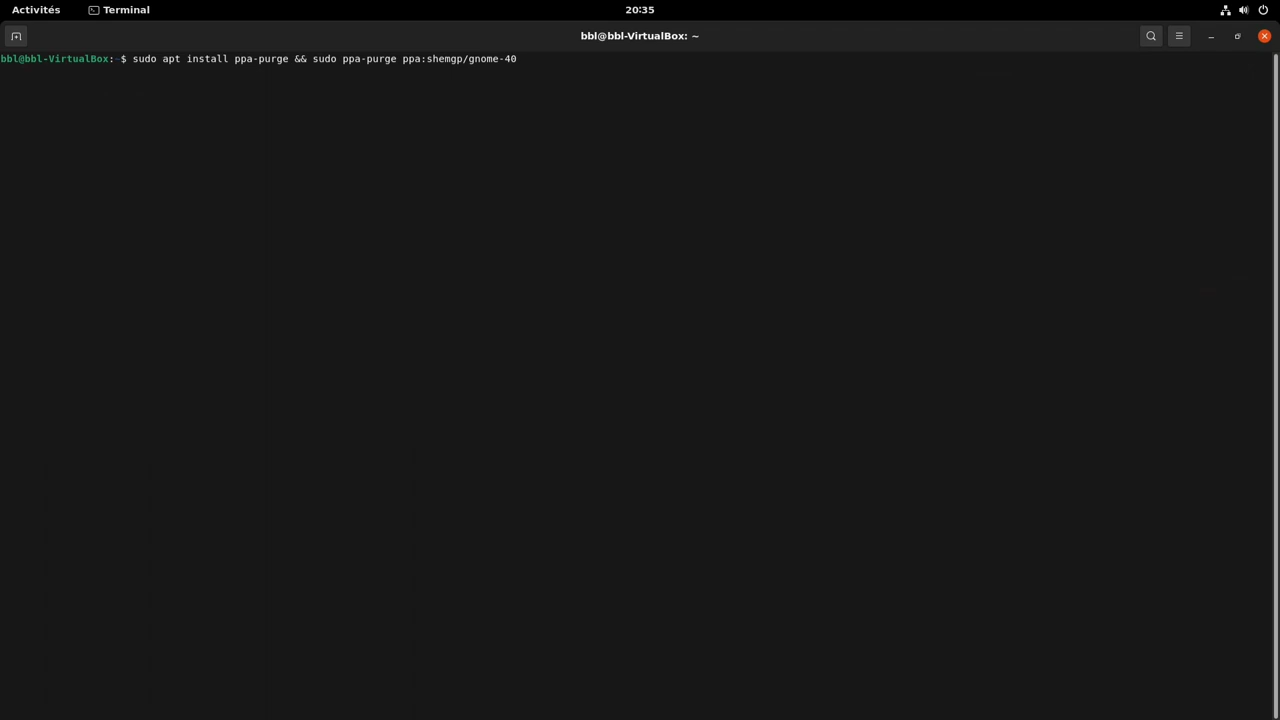 Activités Terminal 20:35
bbl@bbl-VirtualBox: ~
bbl@bbl-VirtualBox:~$ sudo apt install ppa-purge && sudo ppa-purge ppa:shemgp/gnome-40